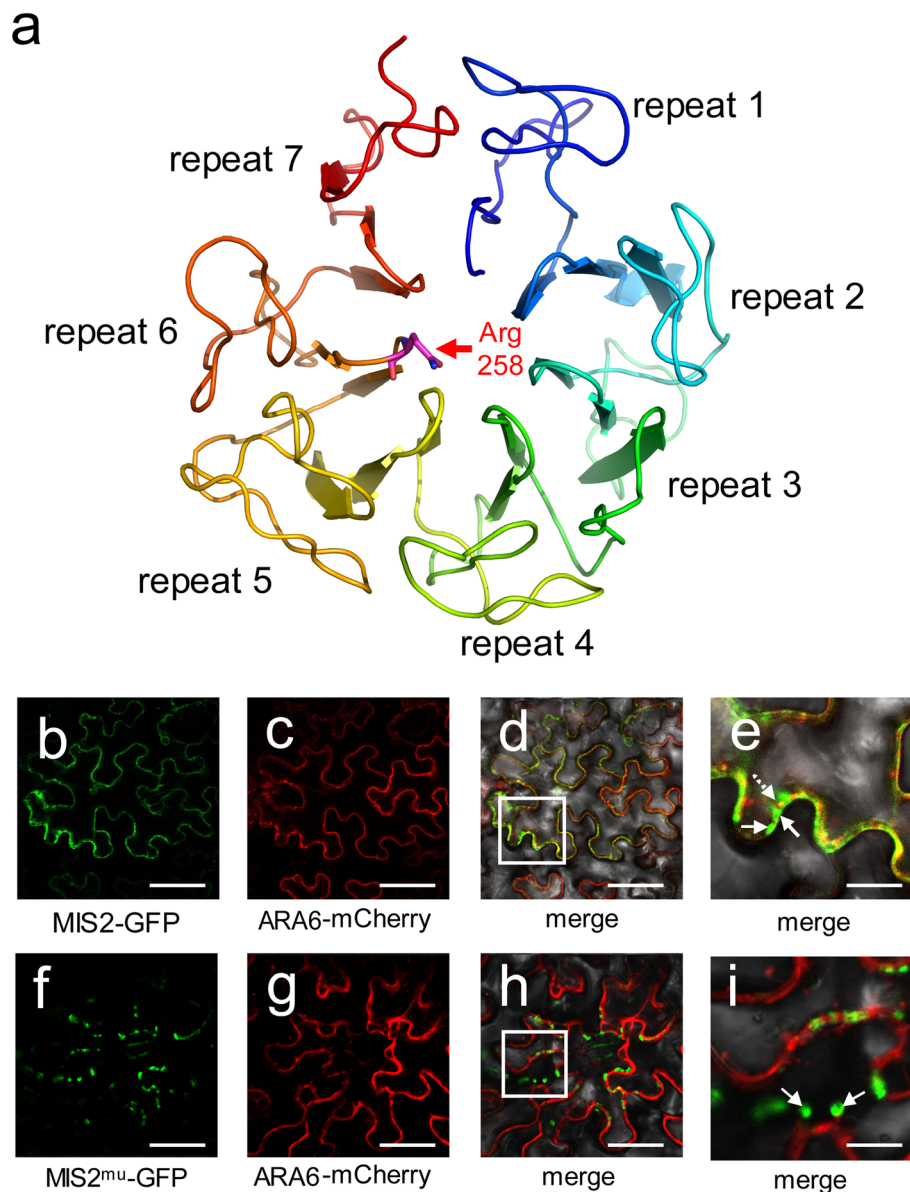 a
repeat 1
repeat 7
repeat 2
repeat 6
Arg
258
repeat 3
repeat 5
repeat 4
b
c
d
e
MIS2-GFP
ARA6-mCherry
merge
merge
f
g
h
i
MIS2mu-GFP
ARA6-mCherry
merge
merge